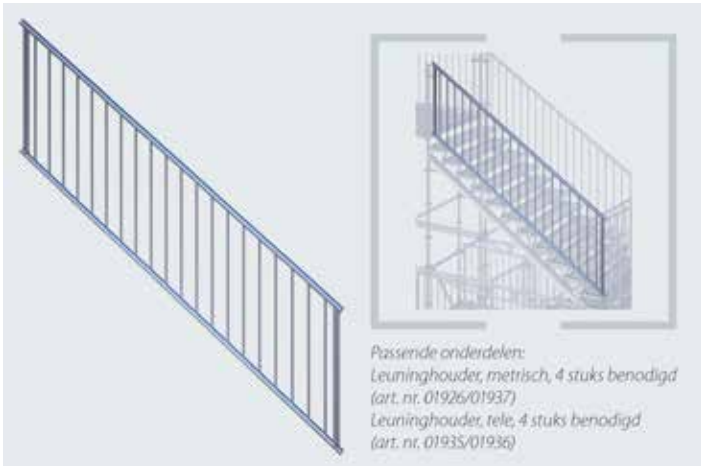 Passende onderdelen:
Leuninghouder, metrisch, 4 stuks benodigd
(art. nr. 01926/01937)
Leuninghouder, tele, 4 stuks benodigd
(art. nr. 01935/01936)